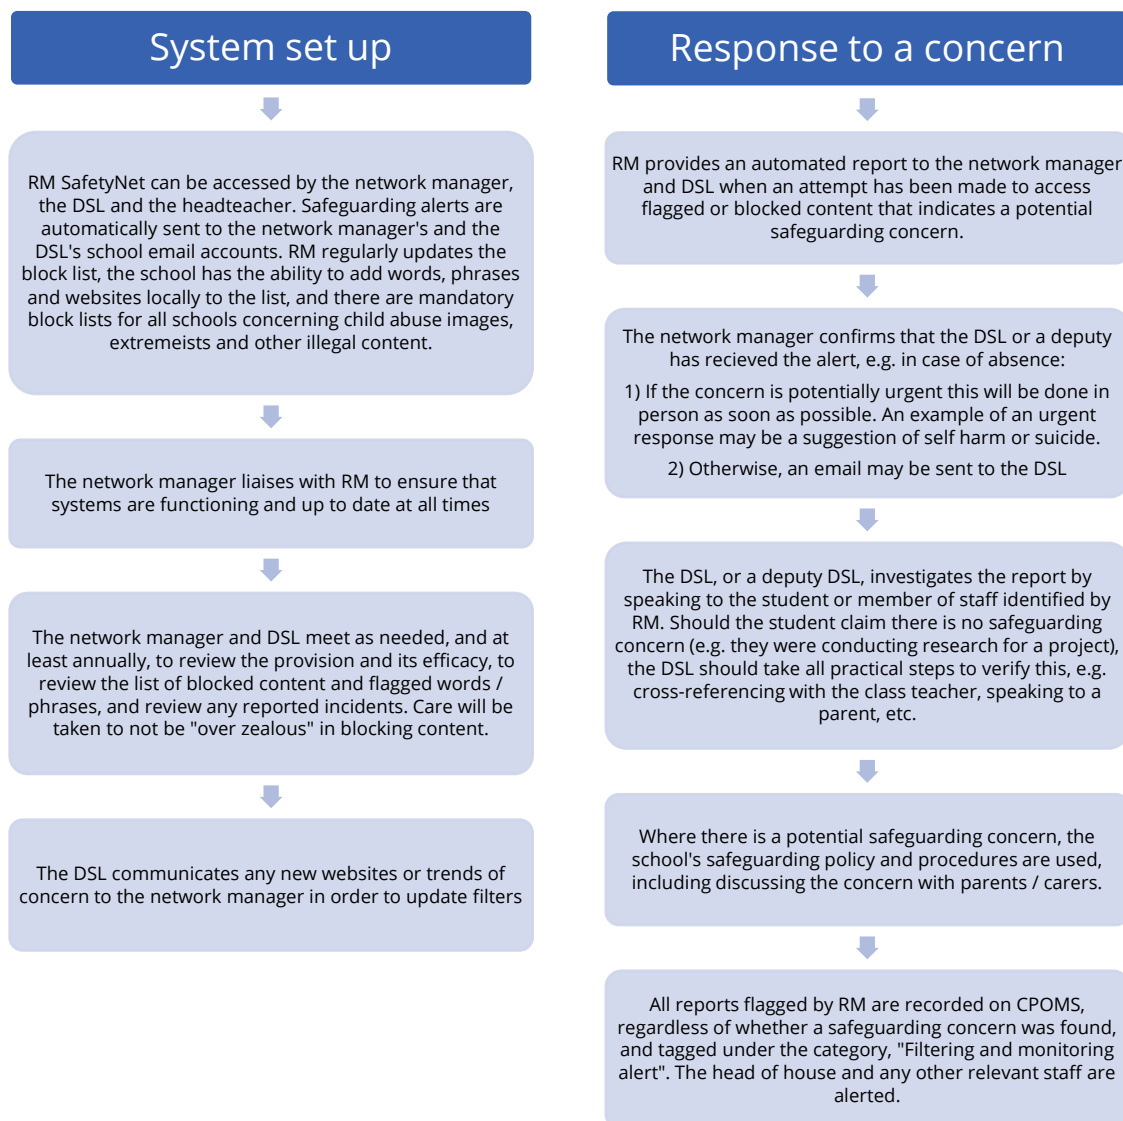 System set up
RM SafetyNet can be accessed by the network manager,
the DSL and the headteacher. Safeguarding alerts are
automatically sent to the network manager's and the
DSL's school email accounts. RM regularly updates the
block list, the school has the ability to add words, phrases
and websites locally to the list, and there are mandatory
block lists for all schools concerning child abuse images,
extremeists and other illegal content.
The network manager liaises with RM to ensure that
systems are functioning and up to date at all times
The network manager and DSL meet as needed, and at
least annually, to review the provision and its efficacy, to
review the list of blocked content and flagged words /
phrases, and review any reported incidents. Care will be
taken to not be "over zealous" in blocking content.
The DSL communicates any new websites or trends of
concern to the network manager in order to update filters
Response to a concern
RM provides an automated report to the network manager
and DSL when an attempt has been made to access
flagged or blocked content that indicates a potential
safeguarding concern.
The network manager confirms that the DSL or a deputy
has recieved the alert, e.g. in case of absence:
1) If the concern is potentially urgent this will be done in
person as soon as possible. An example of an urgent
response may be a suggestion of self harm or suicide.
2) Otherwise, an email may be sent to the DSL
The DSL, or a deputy DSL, investigates the report by
speaking to the student or member of staff identified by
RM. Should the student claim there is no safeguarding
concern (e.g. they were conducting research for a project),
the DSL should take all practical steps to verify this, e.g.
cross-referencing with the class teacher, speaking to a
parent, etc.
Where there is a potential safeguarding concern, the
school's safeguarding policy and procedures are used,
including discussing the concern with parents / carers.
All reports flagged by RM are recorded on CPOMS,
regardless of whether a safeguarding concern was found,
and tagged under the category, "Filtering and monitoring
alert". The head of house and any other relevant staff are
alerted.